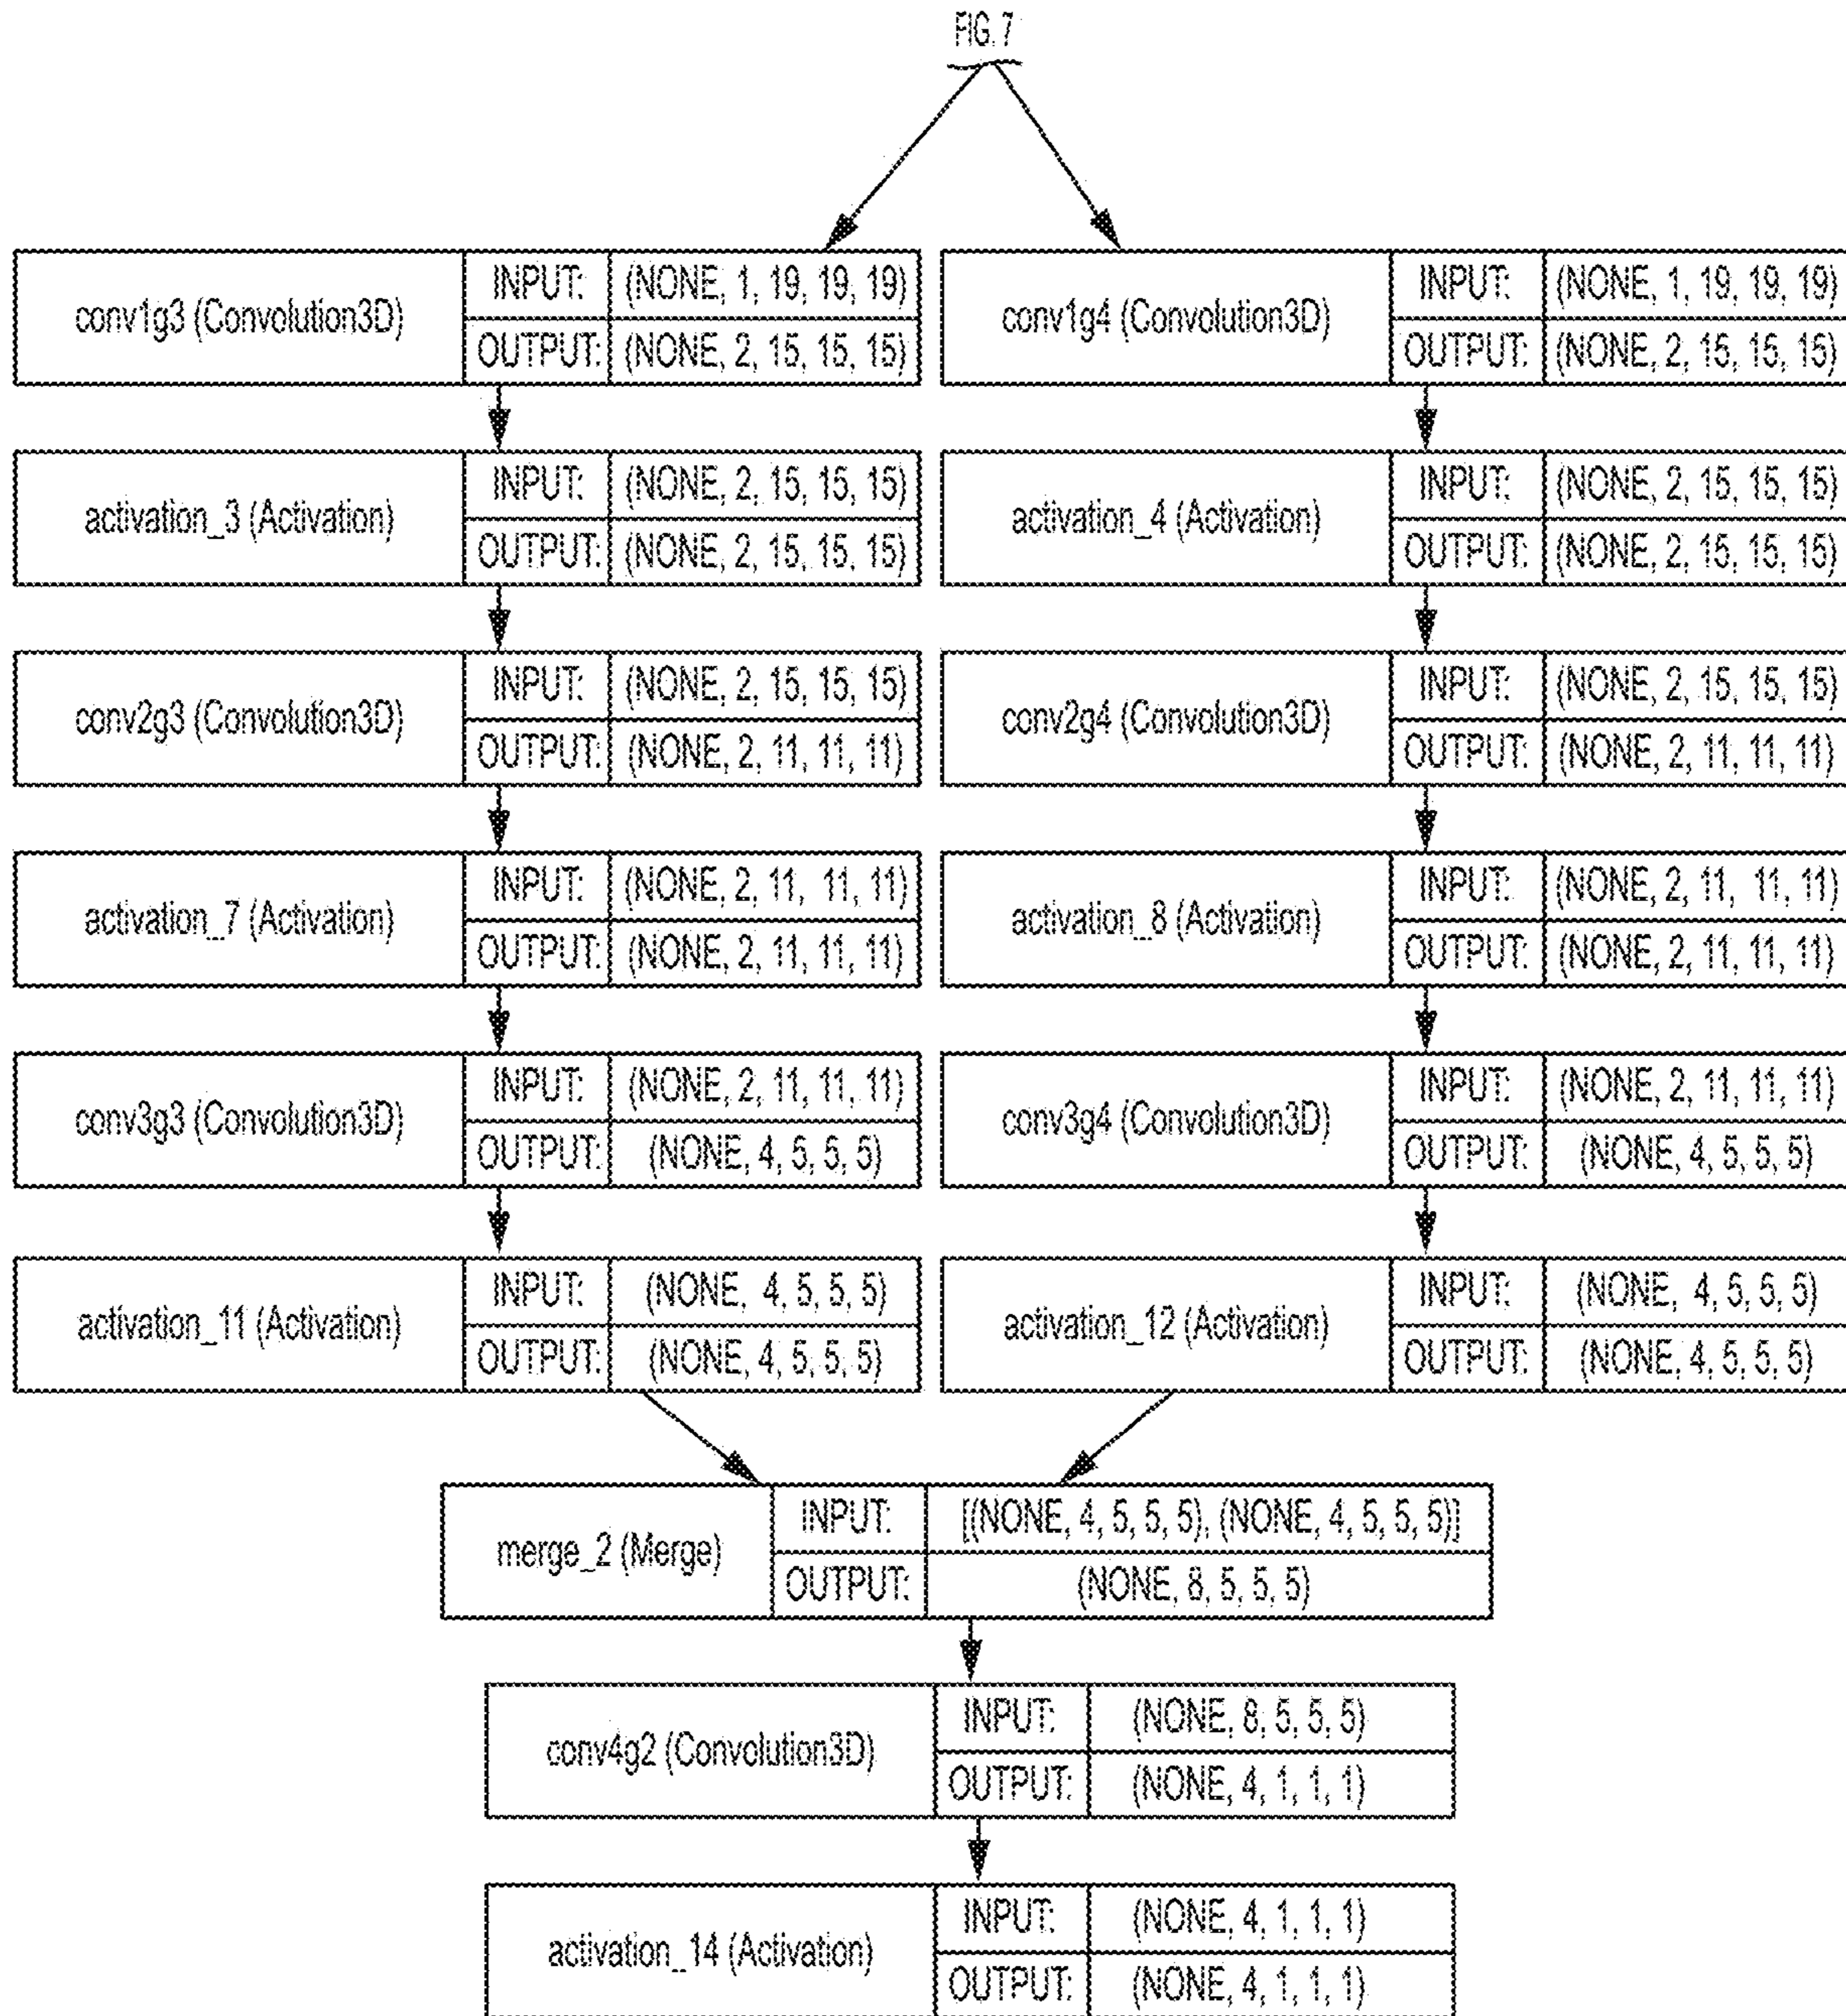 FIG. 7
conv1g3 (Convolution3D)
INPUT: (NONE, 1, 19, 19, 19)
OUTPUT: (NONE, 2, 15, 15, 15)
conv1g4 (Convolution3D)
INPUT: (NONE, 1, 19, 19, 19)
OUTPUT: (NONE, 2, 15, 15, 15)
activation_3 (Activation)
INPUT: (NONE, 2, 15, 15, 15)
OUTPUT: (NONE, 2, 15, 15, 15)
activation_4 (Activation)
INPUT: (NONE, 2, 15, 15, 15)
OUTPUT: (NONE, 2, 15, 15, 15)
conv2g3 (Convolution3D)
INPUT: (NONE, 2, 15, 15, 15)
OUTPUT: (NONE, 2, 11, 11, 11)
conv2g4 (Convolution3D)
INPUT: (NONE, 2, 15, 15, 15)
OUTPUT: (NONE, 2, 11, 11, 11)
activation_7 (Activation)
INPUT: (NONE, 2, 11, 11, 11)
OUTPUT: (NONE, 2, 11, 11, 11)
activation_8 (Activation)
INPUT: (NONE, 2, 11, 11, 11)
OUTPUT: (NONE, 2, 11, 11, 11)
conv3g3 (Convolution3D)
INPUT: (NONE, 2, 11, 11, 11)
OUTPUT: (NONE, 4, 5, 5, 5)
conv3g4 (Convolution3D)
INPUT: (NONE, 2, 11, 11, 11)
OUTPUT: (NONE, 4, 5, 5, 5)
activation_11 (Activation)
INPUT: (NONE, 4, 5, 5, 5)
OUTPUT: (NONE, 4, 5, 5, 5)
activation_12 (Activation)
INPUT: (NONE, 4, 5, 5, 5)
OUTPUT: (NONE, 4, 5, 5, 5)
merge_2 (Merge)
INPUT: [(NONE, 4, 5, 5, 5), (NONE, 4, 5, 5, 5)]
OUTPUT: (NONE, 8, 5, 5, 5)
conv4g2 (Convolution3D)
INPUT: (NONE, 8, 5, 5, 5)
OUTPUT: (NONE, 4, 1, 1, 1)
activation_14 (Activation)
INPUT: (NONE, 4, 1, 1, 1)
OUTPUT: (NONE, 4, 1, 1, 1)